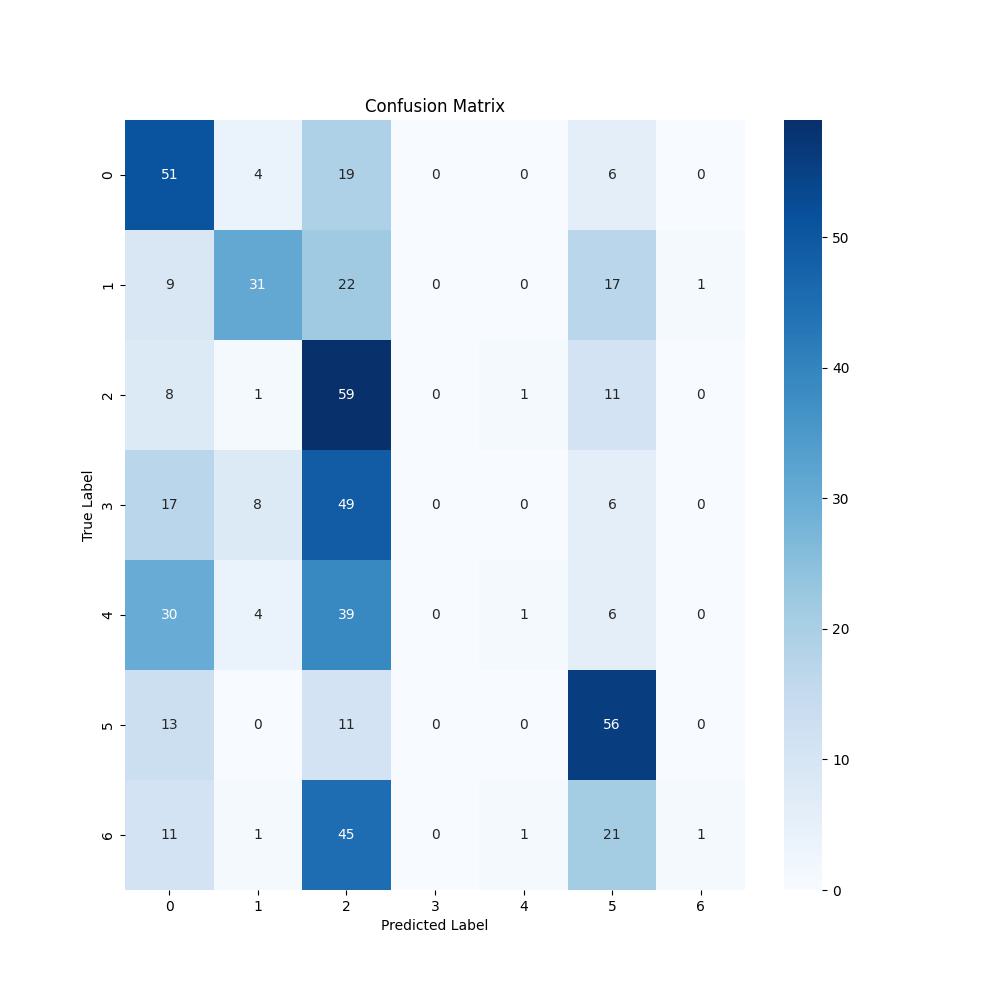 Confusion Matrix
0 51 4 19 0 0 6 0
1 9 31 22 0 0 17 1
2 8 1 59 0 1 11 0
3 17 8 49 0 0 6 0
4 30 4 39 0 1 6 0
5 13 0 11 0 0 56 0
6 11 1 45 0 1 21 1
0 1 2 3 4 5 6
Predicted Label
True Label
50
40
30
20
10
0